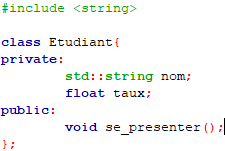 #include <string>
class Etudiant{
private:
std::string nom;
float taux;
public:
void se_presenter();
};